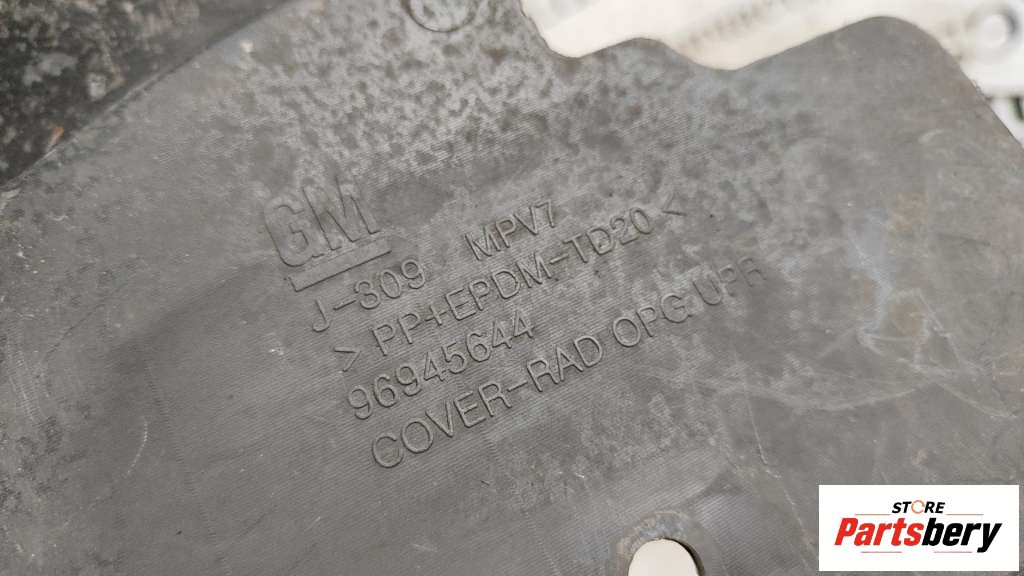 GM
J-309 MPV7
> PP+EPDM-TD20 <
96945644
COVER-RAD OPG UPR
STORE
Partsbery